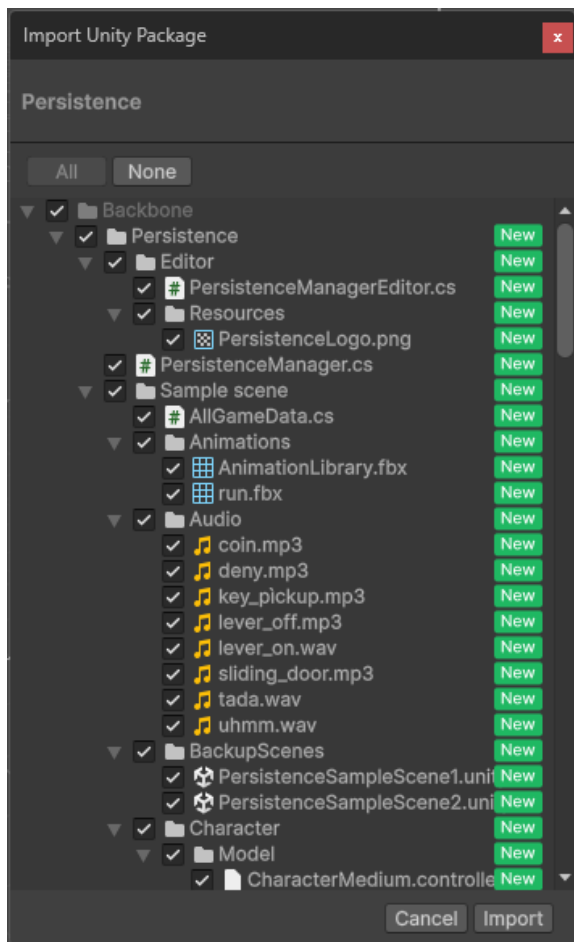 Import Unity Package
x
Persistence
All None
Backbone
Persistence New
Editor New
# PersistenceManagerEditor.cs New
Resources New
PersistenceLogo.png New
# PersistenceManager.cs New
Sample scene New
# AllGameData.cs New
Animations New
AnimationLibrary.fbx New
run.fbx New
Audio New
coin.mp3 New
deny.mp3 New
key_pickup.mp3 New
lever_off.mp3 New
lever_on.wav New
sliding_door.mp3 New
tada.wav New
uhmm.wav New
BackupScenes New
PersistenceSampleScene1.unit New
PersistenceSampleScene2.uni New
Character New
Model New
CharacterMedium.controlle New
Cancel Import